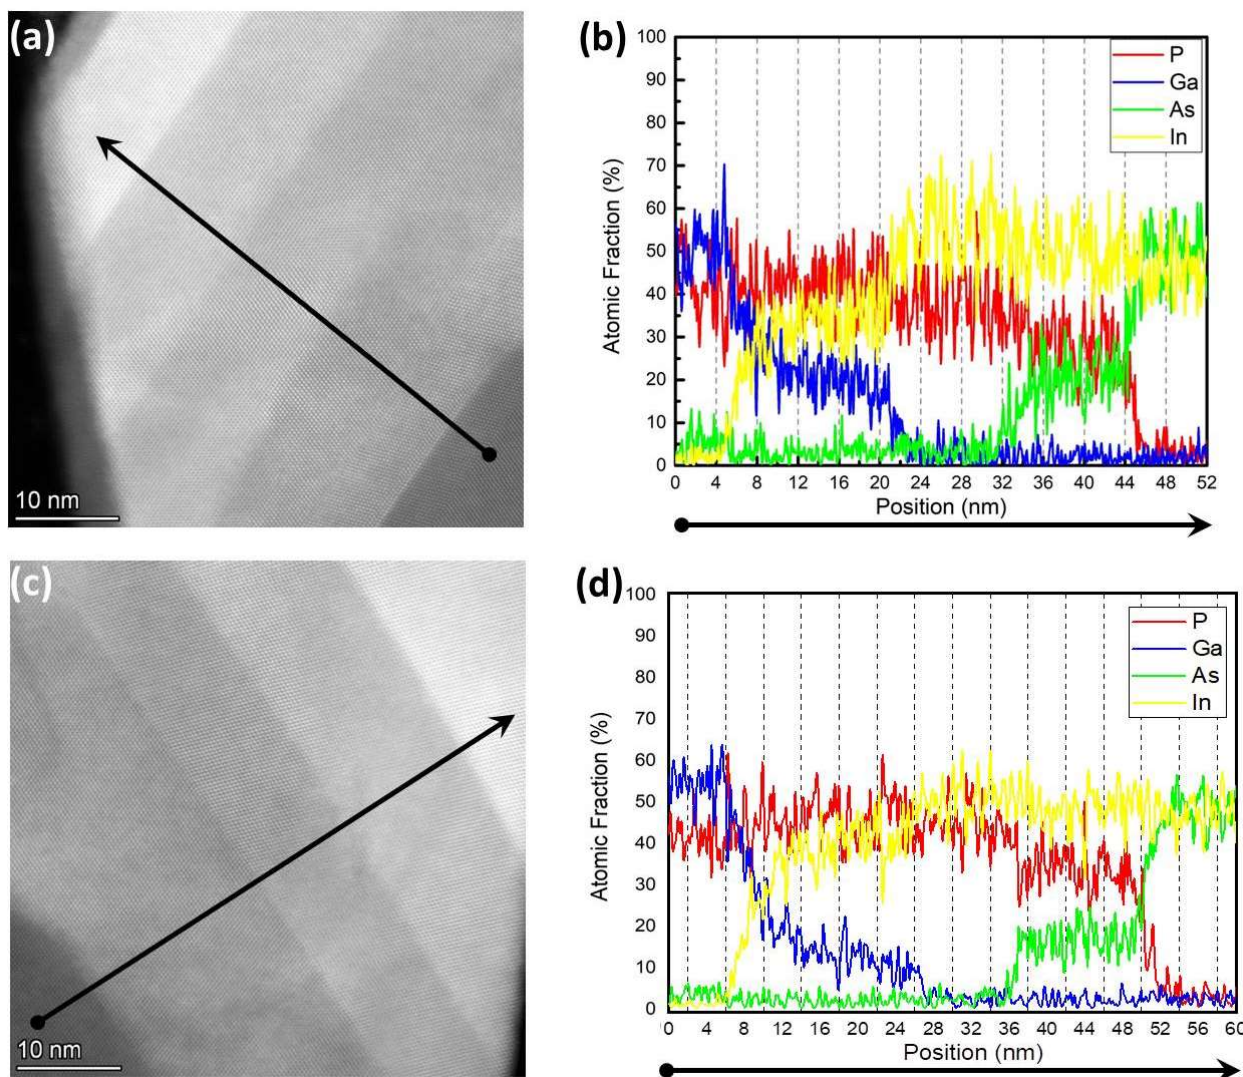 (a)
10 nm
(b)
100
90
80
70
60
50
40
30
20
10
0
Atomic Fraction (%)
P
Ga
As
In
0 4 8 12 16 20 24 28 32 36 40 44 48 52
Position (nm)
(c)
10 nm
(d)
100
90
80
70
60
50
40
30
20
10
0
Atomic Fraction (%)
P
Ga
As
In
0 4 8 12 16 20 24 28 32 36 40 44 48 52 56 60
Position (nm)